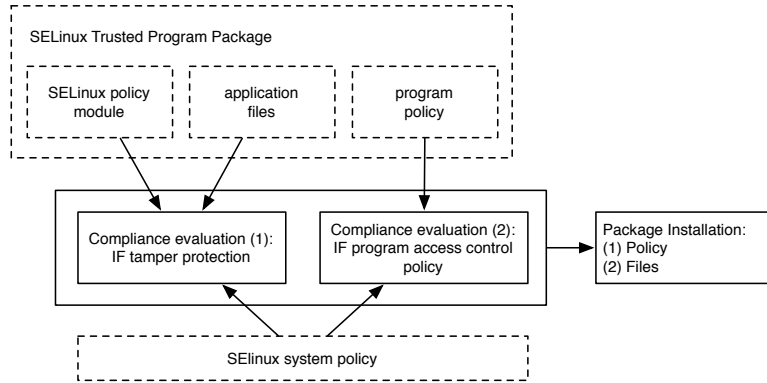 SELinux Trusted Program Package
SELinux policy
module
application
files
program
policy
Compliance evaluation (1):
IF tamper protection
Compliance evaluation (2):
IF program access control
policy
Package Installation:
(1) Policy
(2) Files
SElinux system policy